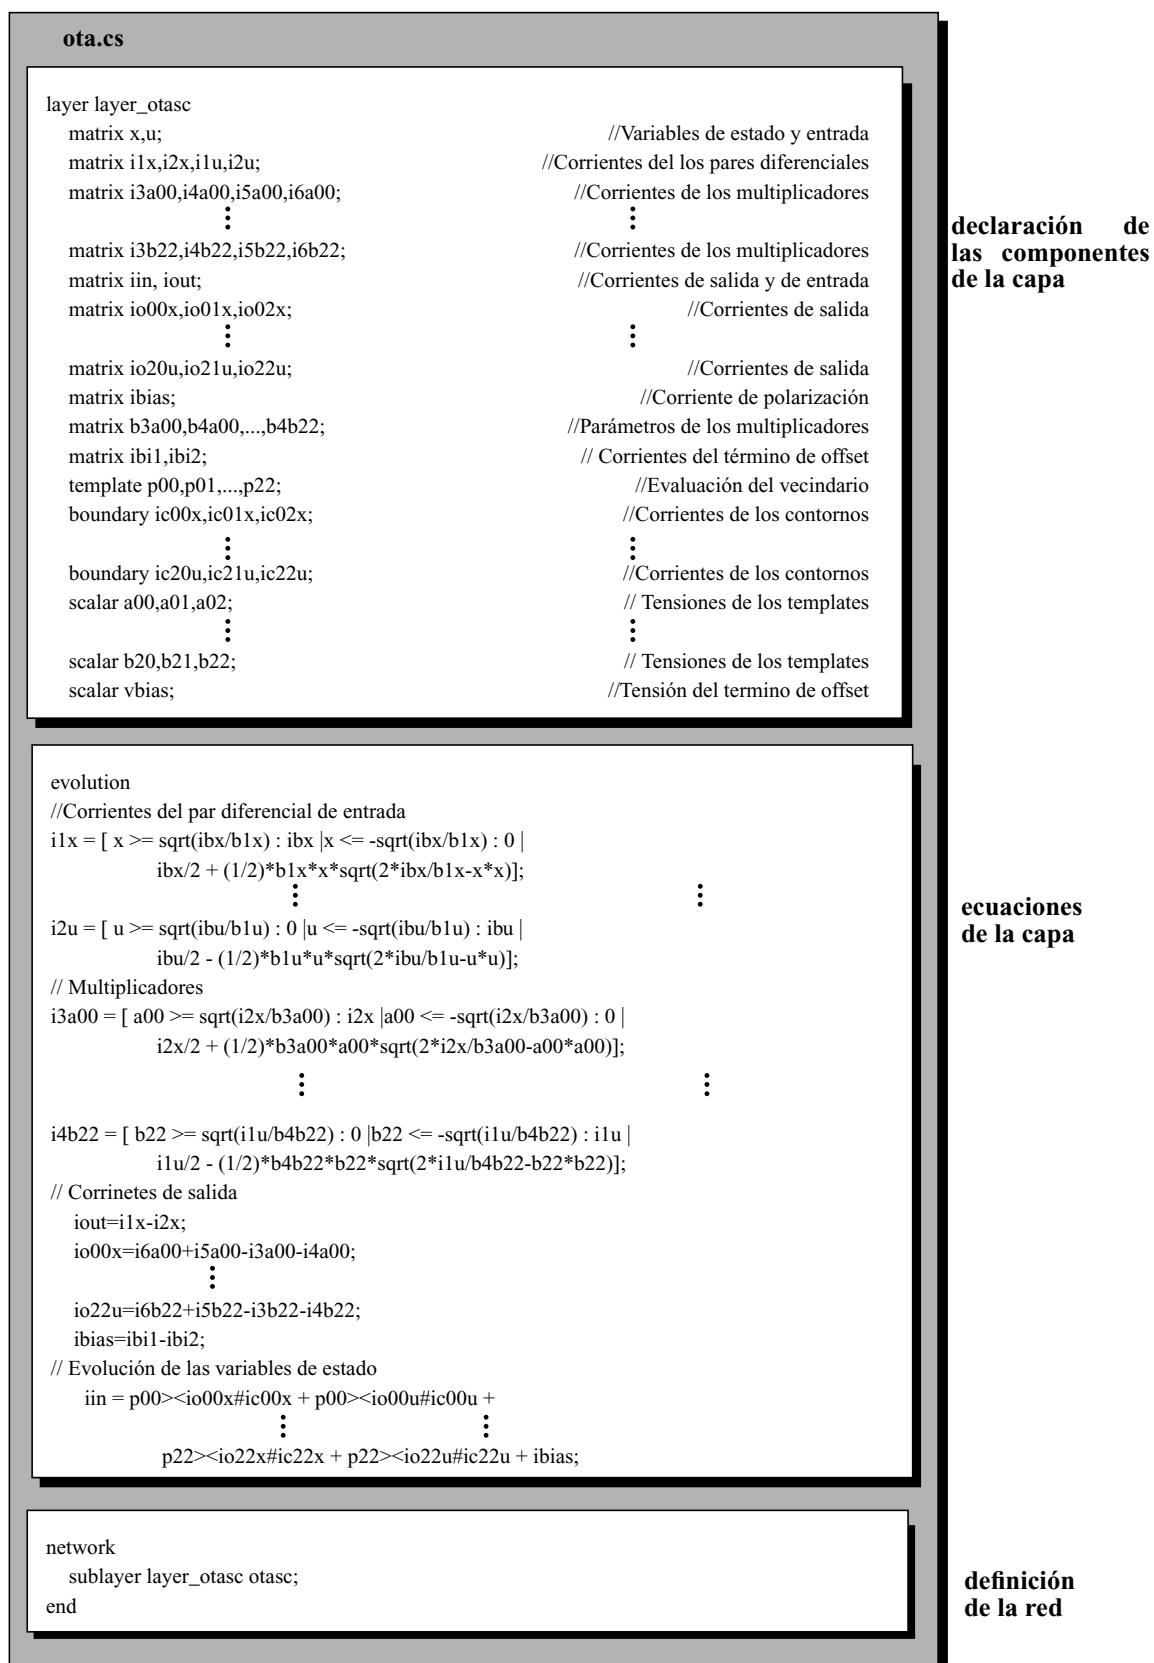 ota.cs
layer layer_otasc
matrix x,u; //Variables de estado y entrada
matrix i1x,i2x,i1u,i2u; //Corrientes del los pares diferenciales
matrix i3a00,i4a00,i5a00,i6a00; //Corrientes de los multiplicadores
matrix i3b22,i4b22,i5b22,i6b22; //Corrientes de los multiplicadores
matrix iin, iout; //Corrientes de salida y de entrada
matrix io00x,io01x,io02x; //Corrientes de salida
matrix io20u,io21u,io22u; //Corrientes de salida
matrix ibias; //Corriente de polarización
matrix b3a00,b4a00,...,b4b22; //Parámetros de los multiplicadores
matrix ibi1,ibi2; // Corrientes del término de offset
template p00,p01,...,p22; //Evaluación del vecindario
boundary ic00x,ic01x,ic02x; //Corrientes de los contornos
boundary ic20u,ic21u,ic22u; //Corrientes de los contornos
scalar a00,a01,a02; // Tensiones de los templates
scalar b20,b21,b22; // Tensiones de los templates
scalar vbias; //Tensión del termino de offset
declaración de
las componentes
de la capa
evolution
//Corrientes del par diferencial de entrada
i1x = [ x >= sqrt(ibx/b1x) : ibx |x <= -sqrt(ibx/b1x) : 0 |
ibx/2 + (1/2)*b1x*x*sqrt(2*ibx/b1x-x*x)];
i2u = [ u >= sqrt(ibu/b1u) : 0 |u <= -sqrt(ibu/b1u) : ibu |
ibu/2 - (1/2)*b1u*u*sqrt(2*ibu/b1u-u*u)];
// Multiplicadores
i3a00 = [ a00 >= sqrt(i2x/b3a00) : i2x |a00 <= -sqrt(i2x/b3a00) : 0 |
i2x/2 + (1/2)*b3a00*a00*sqrt(2*i2x/b3a00-a00*a00)];
i4b22 = [ b22 >= sqrt(i1u/b4b22) : 0 |b22 <= -sqrt(i1u/b4b22) : i1u |
i1u/2 - (1/2)*b4b22*b22*sqrt(2*i1u/b4b22-b22*b22)];
// Corrinetes de salida
iout=i1x-i2x;
io00x=i6a00+i5a00-i3a00-i4a00;
io22u=i6b22+i5b22-i3b22-i4b22;
ibias=ibi1-ibi2;
// Evolución de las variables de estado
iin = p00><io00x#ic00x + p00><io00u#ic00u +
p22><io22x#ic22x + p22><io22u#ic22u + ibias;
ecuaciones
de la capa
network
sublayer layer_otasc otasc;
end
definición
de la red